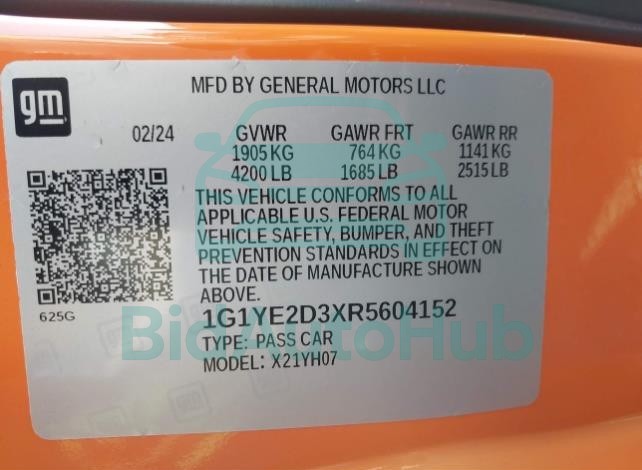 gm
MFD BY GENERAL MOTORS LLC
02/24 GVWR GAWR FRT GAWR RR
1905 KG 764 KG 1141 KG
4200 LB 1685 LB 2515 LB
THIS VEHICLE CONFORMS TO ALL
APPLICABLE U.S. FEDERAL MOTOR
VEHICLE SAFETY, BUMPER, AND THEFT
PREVENTION STANDARDS IN EFFECT ON
THE DATE OF MANUFACTURE SHOWN
ABOVE.
625G
1G1YE2D3XR5604152
BidAutoHub
TYPE: PASS CAR
MODEL: X21YH07